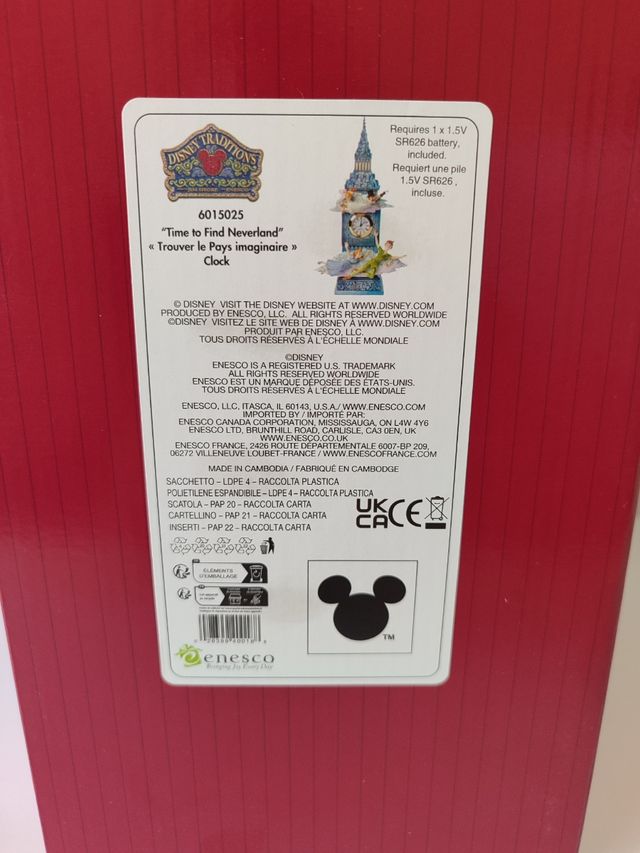 DISNEY TRADITIONS
JIM SHORE ENESCO
6015025
"Time to Find Neverland"
« Trouver le Pays imaginaire »
Clock
Requires 1 x 1.5V
SR626 battery,
included.
Requiert une pile
1.5V SR626 ,
incluse.
© DISNEY VISIT THE DISNEY WEBSITE AT WWW.DISNEY.COM
PRODUCED BY ENESCO, LLC. ALL RIGHTS RESERVED WORLDWIDE
©DISNEY VISITEZ LE SITE WEB DE DISNEY À WWW.DISNEY.COM
PRODUIT PAR ENESCO, LLC.
TOUS DROITS RÉSERVÉS À L'ÉCHELLE MONDIALE
©DISNEY
ENESCO IS A REGISTERED U.S. TRADEMARK
ALL RIGHTS RESERVED WORLDWIDE
ENESCO EST UN MARQUE DÉPOSÉE DES ÉTATS-UNIS.
TOUS DROITS RÉSERVÉS À L'ÉCHELLE MONDIALE
ENESCO, LLC, ITASCA, IL 60143, U.S.A./ WWW.ENESCO.COM
IMPORTED BY / IMPORTÉ PAR:
ENESCO CANADA CORPORATION, MISSISSAUGA, ON L4W 4Y6
ENESCO LTD, BRUNTHILL ROAD, CARLISLE, CA3 0EN, UK
WWW.ENESCO.CO.UK
ENESCO FRANCE, 2426 ROUTE DÉPARTEMENTALE 6007-BP 209,
06272 VILLENEUVE LOUBET-FRANCE / WWW.ENESCOFRANCE.COM
MADE IN CAMBODIA / FABRIQUÉ EN CAMBODGE
SACCHETTO – LDPE 4 – RACCOLTA PLASTICA
POLIETILENE ESPANDIBILE – LDPE 4 – RACCOLTA PLASTICA
SCATOLA – PAP 20 – RACCOLTA CARTA
CARTELLINO – PAP 21 – RACCOLTA CARTA
INSERTI – PAP 22 – RACCOLTA CARTA
UK
CA CE
ÉLÉMENTS
D'EMBALLAGE
TM
enesco
Bringing Joy Every Day